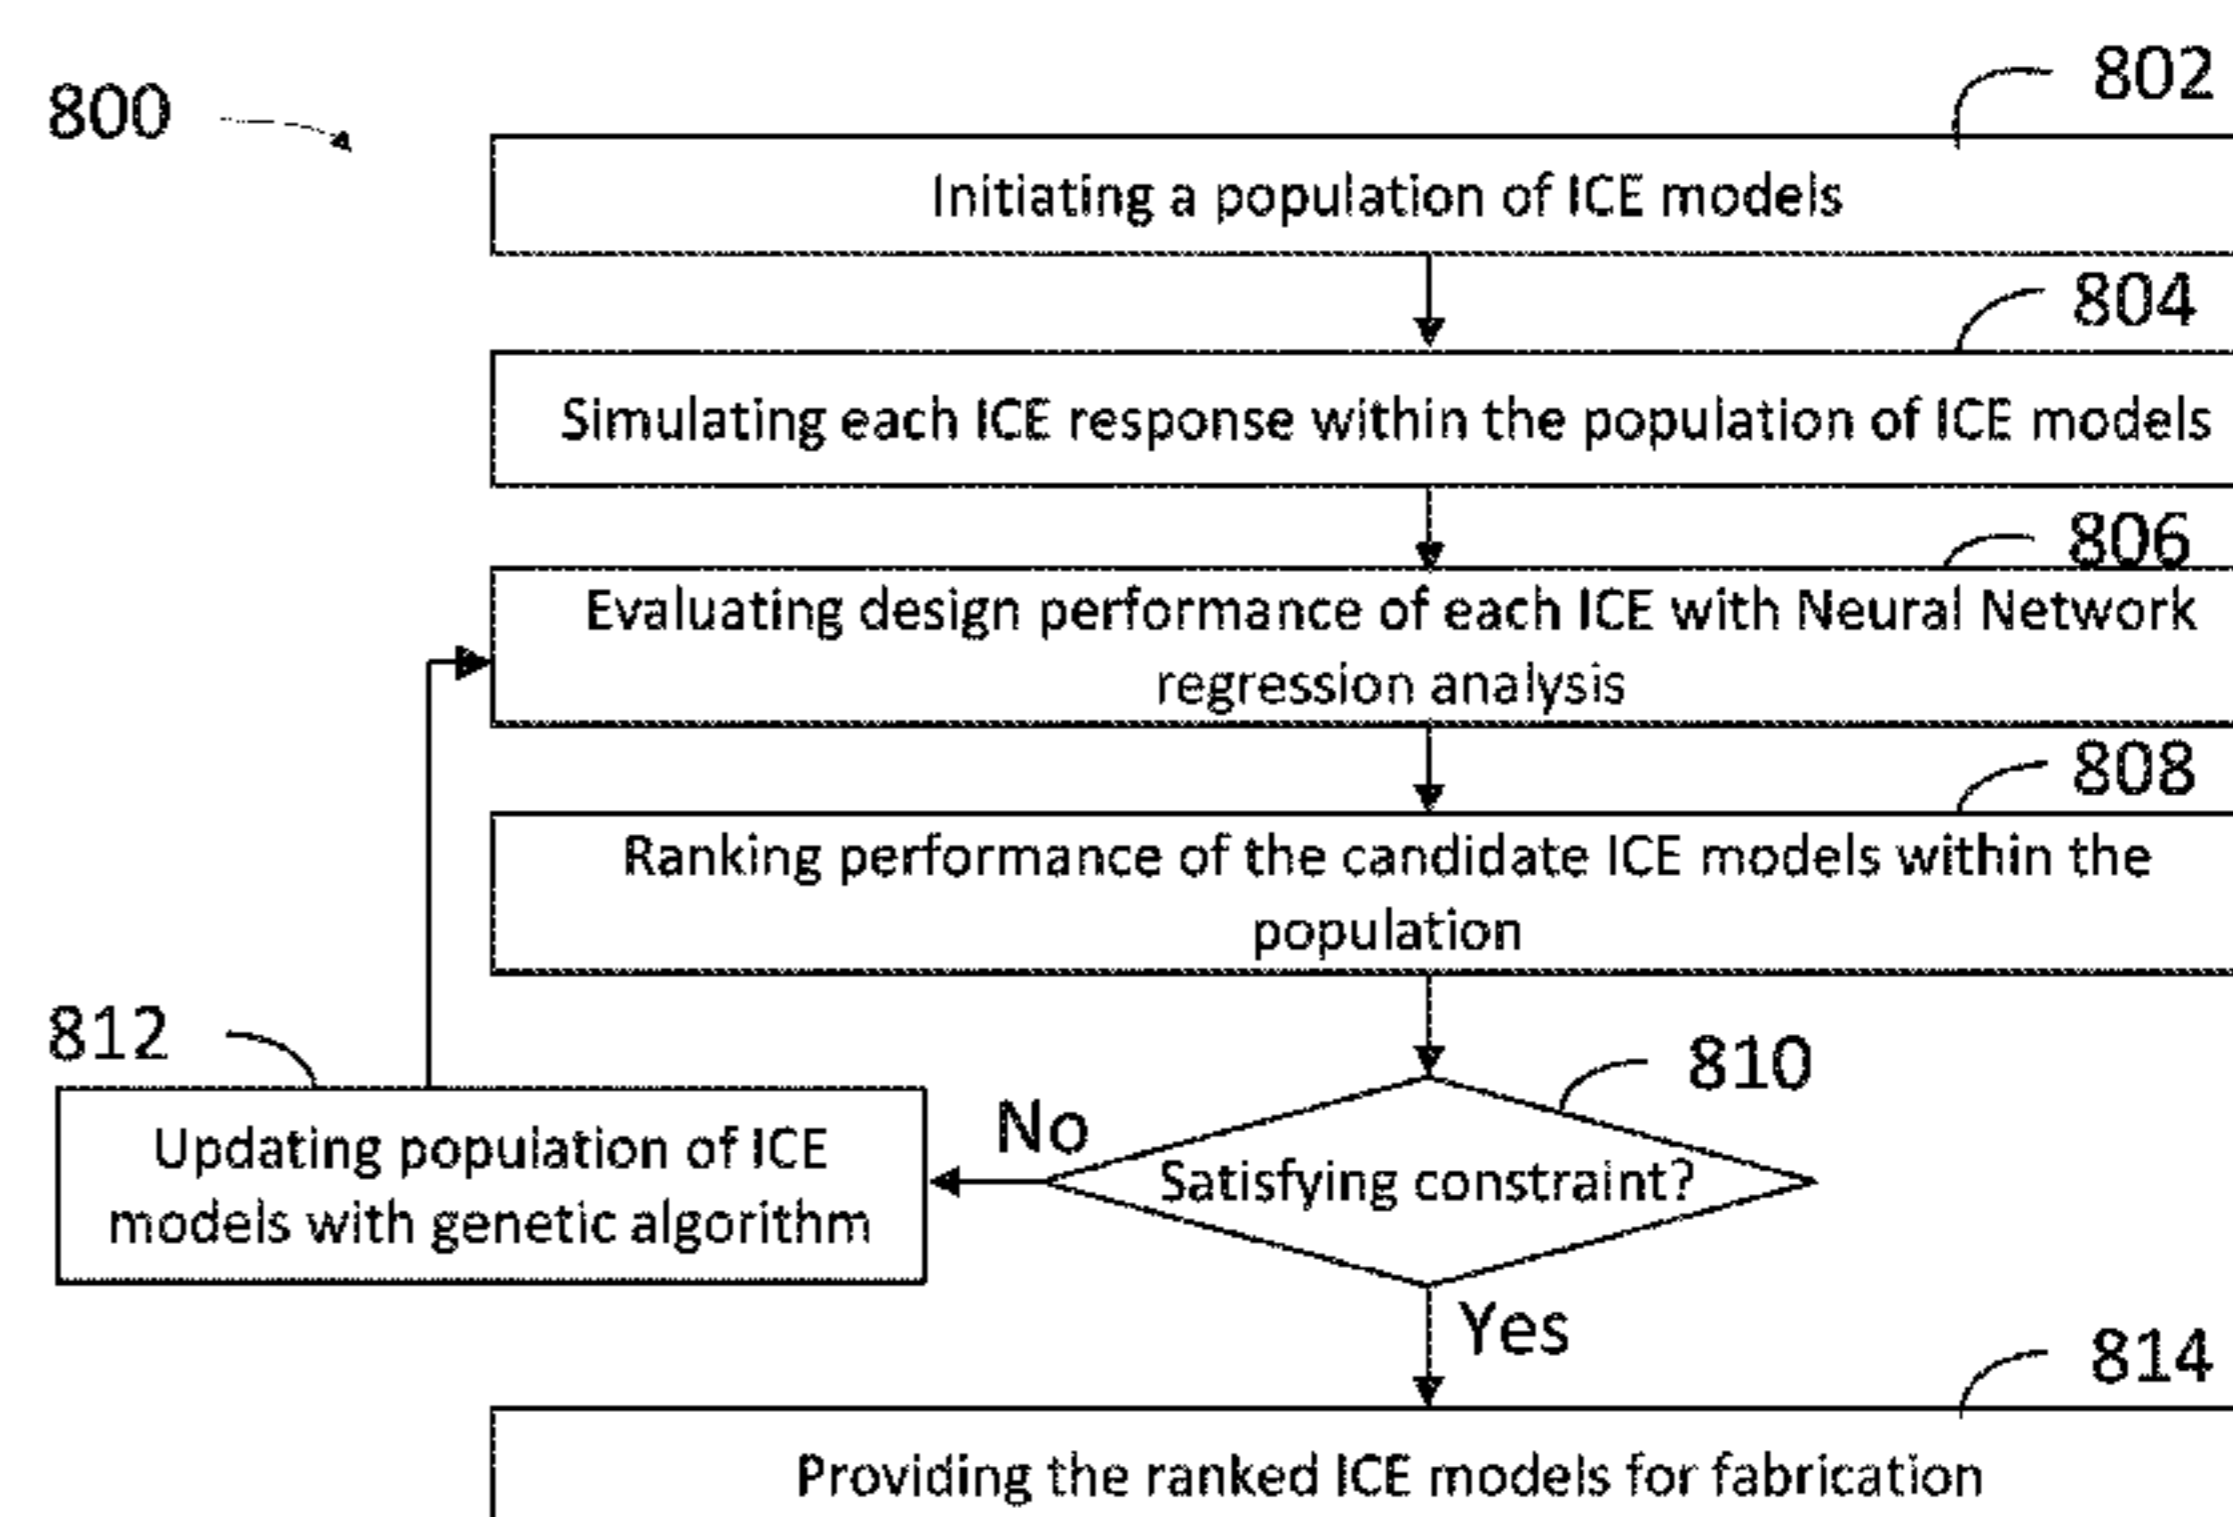 802
800
Initiating a population of ICE models
804
Simulating each ICE response within the population of ICE models
806
Evaluating design performance of each ICE with Neural Network
regression analysis
808
Ranking performance of the candidate ICE models within the
population
812
810
No
Updating population of ICE
models with genetic algorithm
Satisfying constraint?
Yes
814
Providing the ranked ICE models for fabrication